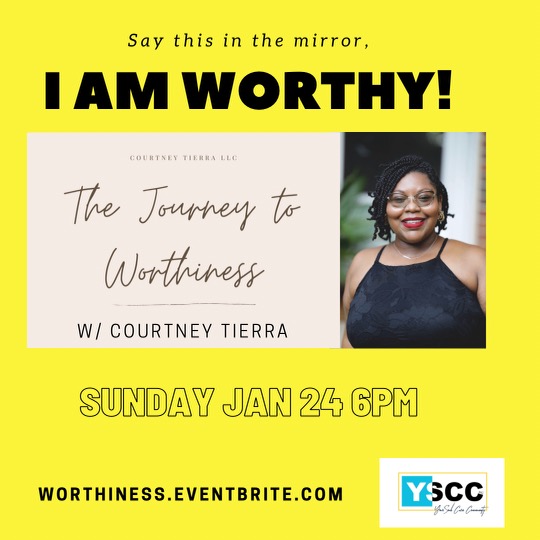 Say this in the mirror,
I AM WORTHY!
COURTNEY TIERRA LLC
The Journey to
Worthiness
W/ COURTNEY TIERRA
SUNDAY JAN 24 6PM
WORTHINESS.EVENTBRITE.COM
YSCC